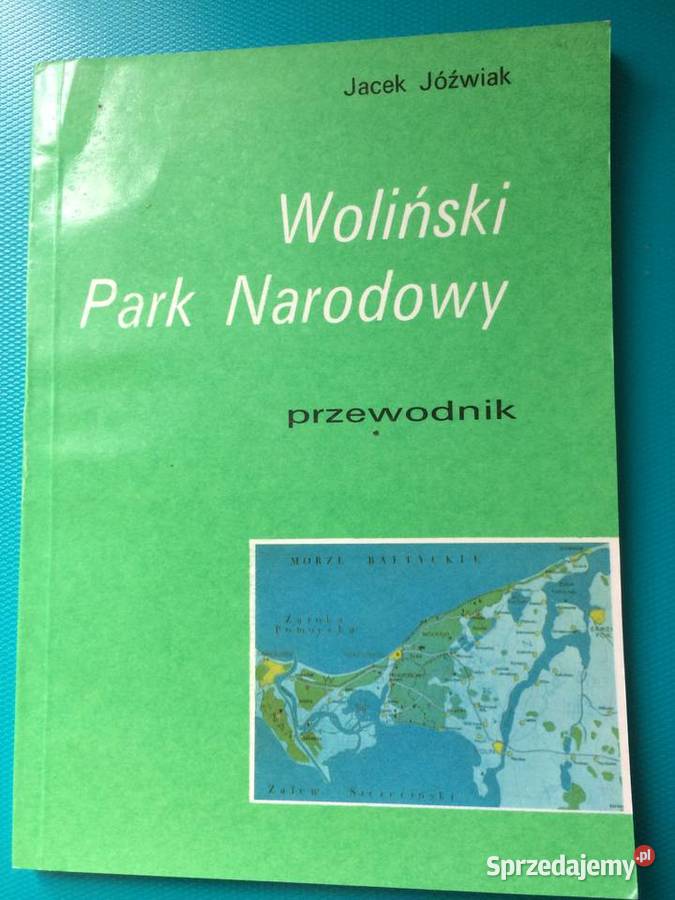 Jacek Jóźwiak
Woliński
Park Narodowy
przewodnik
MORZE BAŁTYCKIE
Zatoka
Pomorska
Zalew Szczeciński
Sprzedajemy.pl